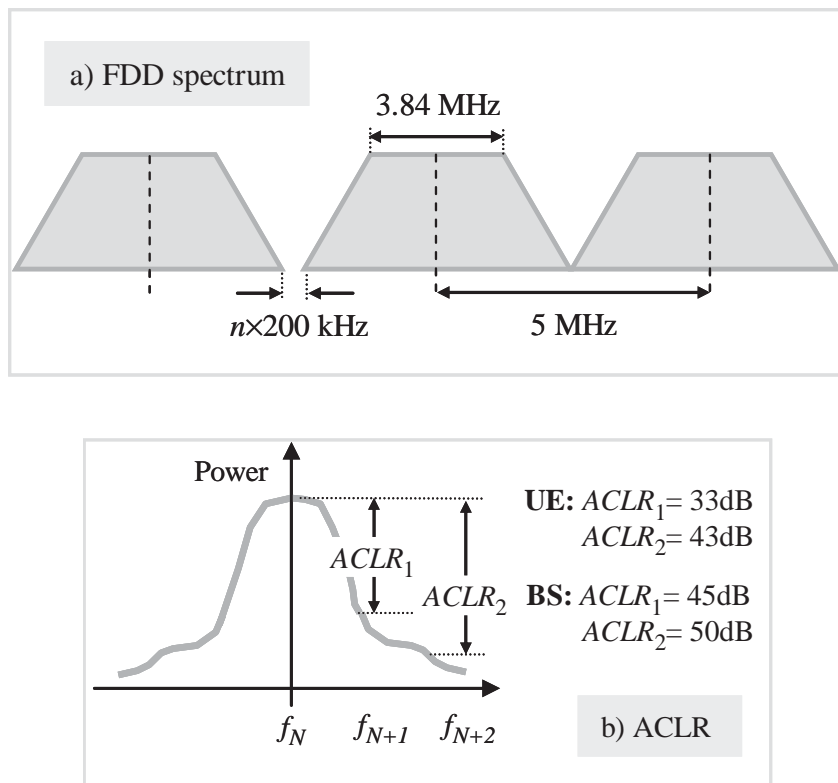 a) FDD spectrum
3.84 MHz
n×200 kHz
5 MHz
Power
ACLR1
ACLR2
UE: ACLR1= 33dB
ACLR2= 43dB
BS: ACLR1= 45dB
ACLR2= 50dB
fN
fN+1
fN+2
b) ACLR